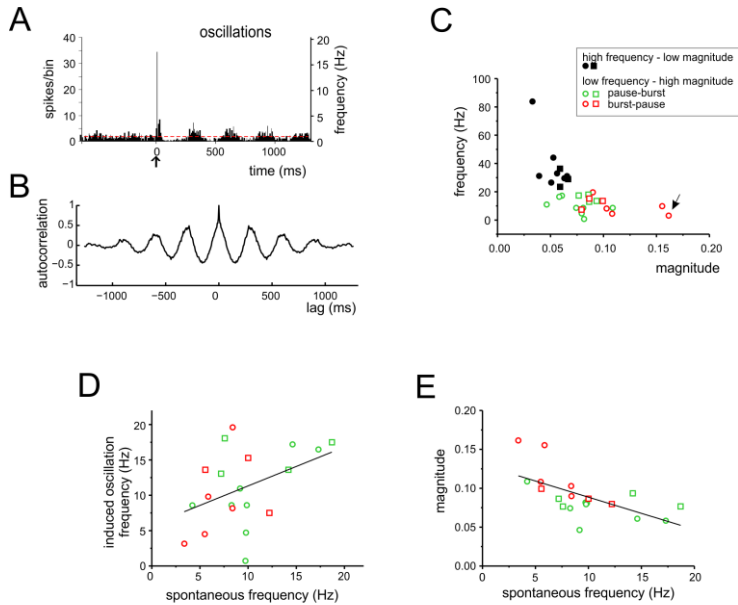 A
oscillations
spikes/bin
40
30
20
10
0
20
15
10
5
0
frequency (Hz)
0 500 1000
time (ms)
B
autocorrelation
1
0.5
0
−0.5
−1
−1000 −500 0 500 1000
lag (ms)
C
high frequency - low magnitude
low frequency - high magnitude
pause-burst
burst-pause
frequency (Hz)
100
80
60
40
20
0
0.00 0.05 0.10 0.15 0.20
magnitude
D
induced oscillation
frequency (Hz)
20
15
10
5
0
0 5 10 15 20
spontaneous frequency (Hz)
E
magnitude
0.20
0.15
0.10
0.05
0.00
0 5 10 15 20
spontaneous frequency (Hz)